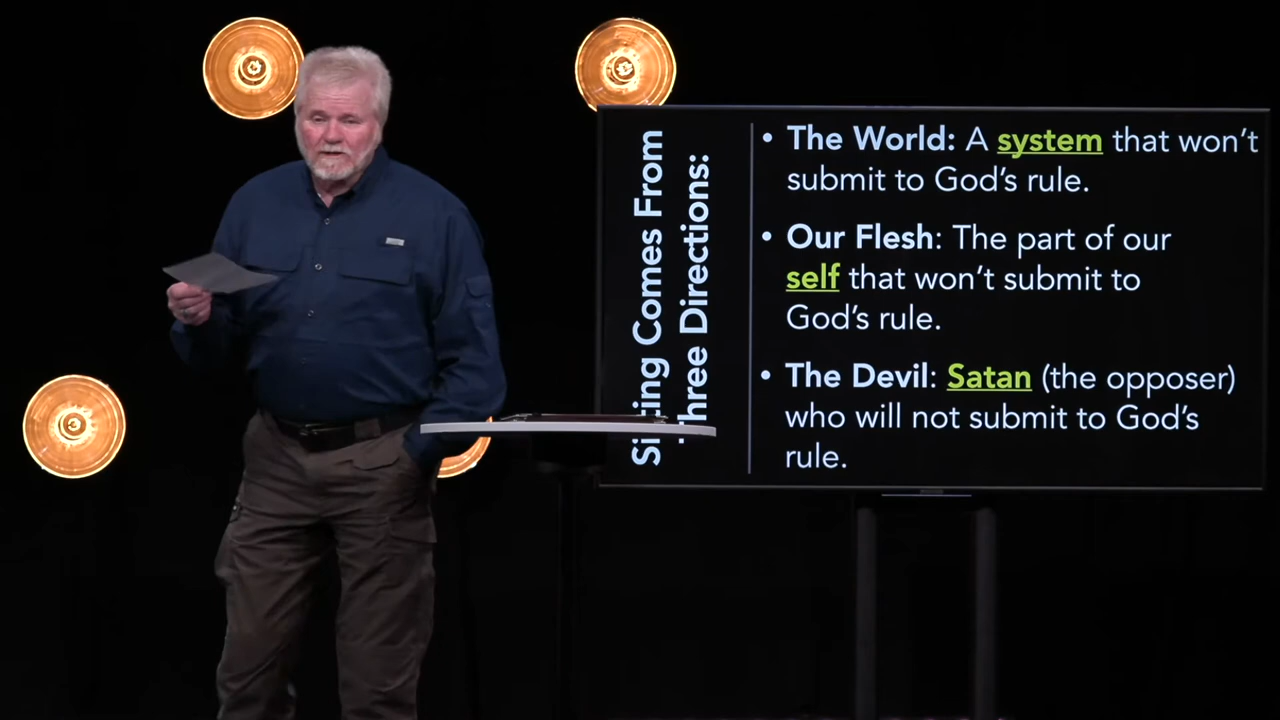 Comes From
Three Directions:
• The World: A system that won't
submit to God's rule.
• Our Flesh: The part of our
self that won't submit to
God's rule.
• The Devil: Satan (the opposer)
who will not submit to God's
rule.